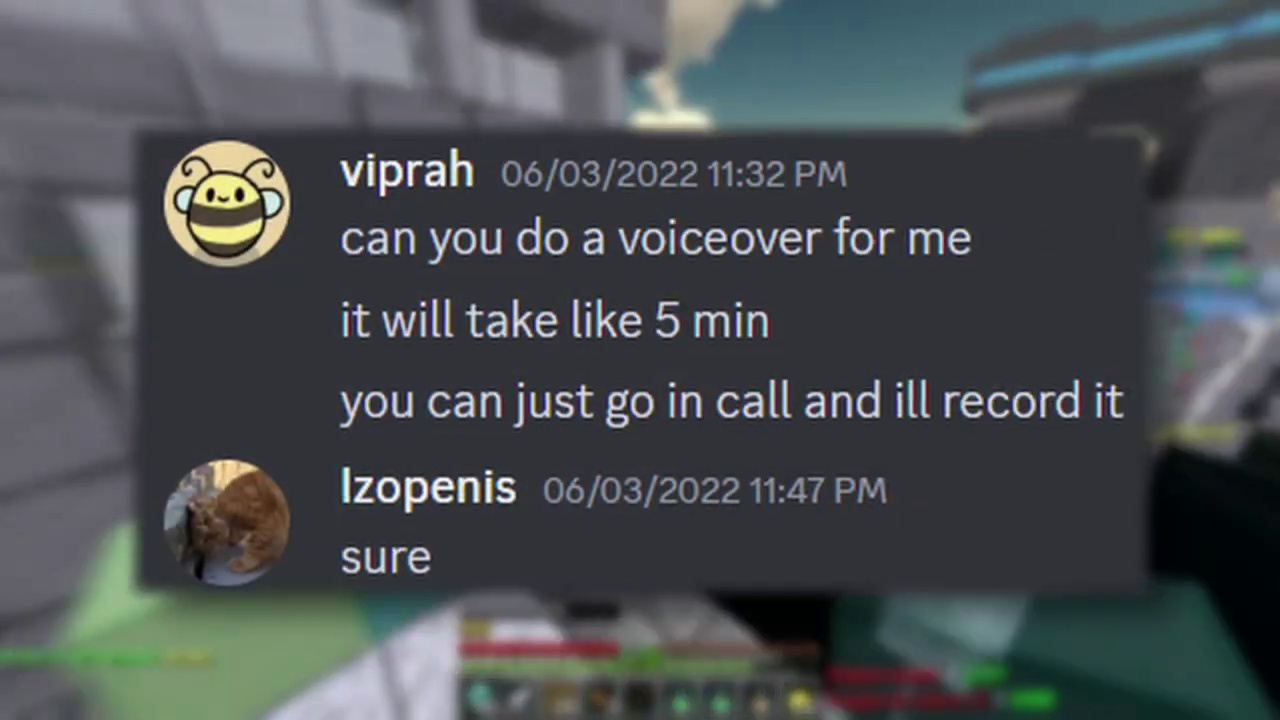 viprah 06/03/2022 11:32 PM
can you do a voiceover for me
it will take like 5 min
you can just go in call and ill record it
lzopenis 06/03/2022 11:47 PM
sure